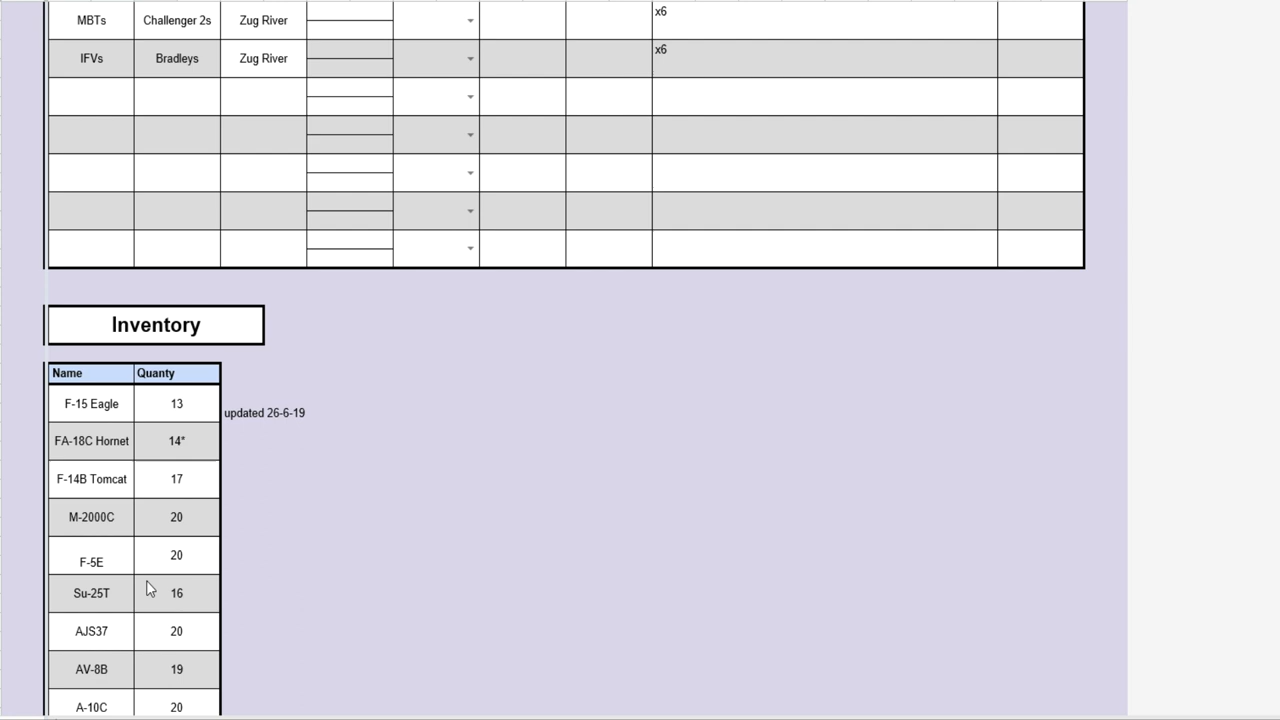 MBTs Challenger 2s Zug River x6
IFVs Bradleys Zug River x6
Inventory
Name Quanty
F-15 Eagle 13
updated 26-6-19
FA-18C Hornet 14*
F-14B Tomcat 17
M-2000C 20
F-5E 20
Su-25T 16
AJS37 20
AV-8B 19
A-10C 20